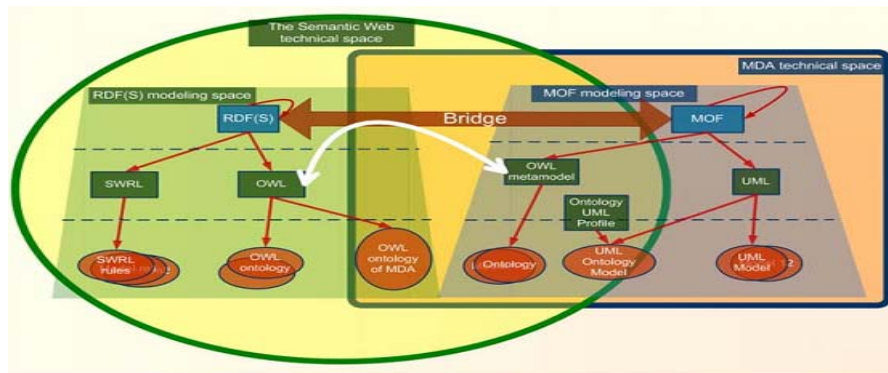 The Semantic Web
technical space
MDA technical space
RDF(S) modeling space
MOF modeling space
RDF(S)
Bridge
MOF
SWRL
OWL
OWL
metamodel
UML
Ontology
UML
Profile
SWRL
rules
OWL
ontology
OWL
ontology
of MDA
Ontology
UML
Ontology
Model
UML
Model
12